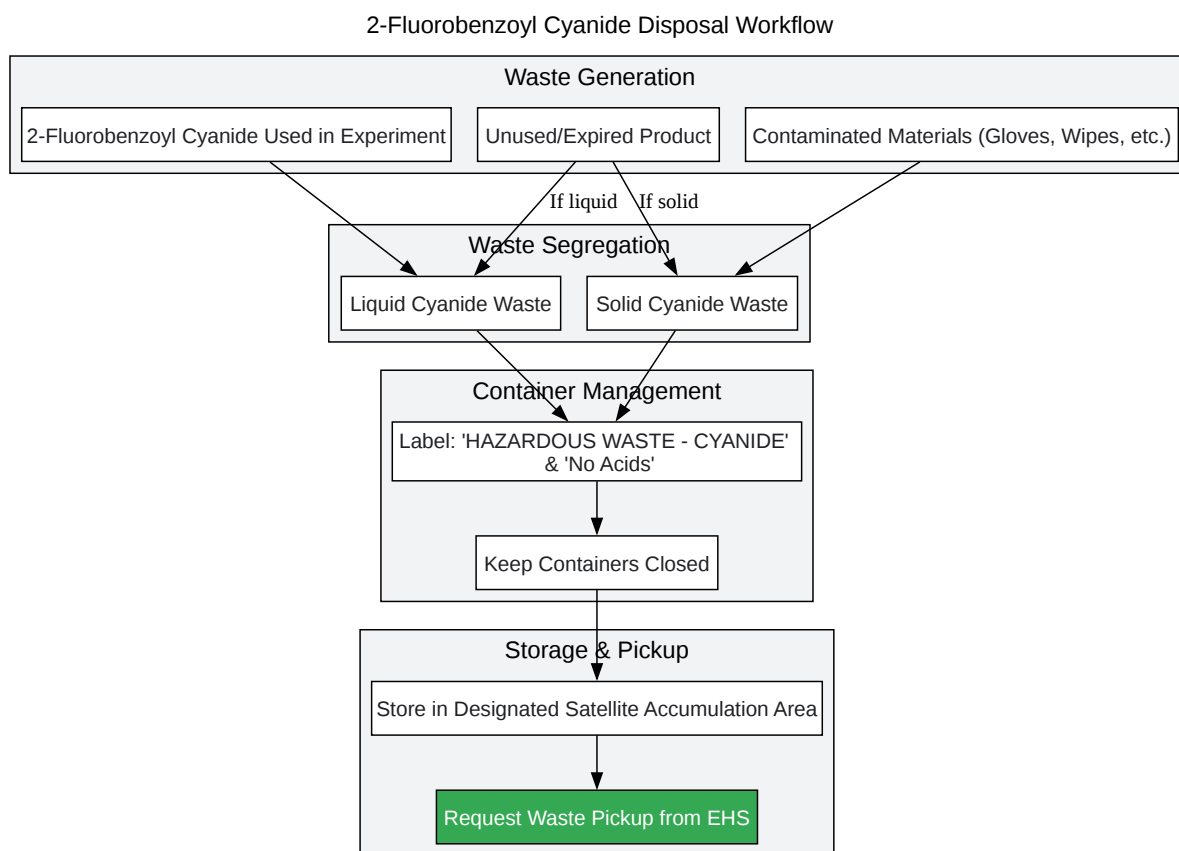 2-Fluorobenzoyl Cyanide Disposal Workflow
Waste Generation
2-Fluorobenzoyl Cyanide Used in Experiment
Unused/Expired Product
Contaminated Materials (Gloves, Wipes, etc.)
If liquid
If solid
Waste Segregation
Liquid Cyanide Waste
Solid Cyanide Waste
Container Management
Label: 'HAZARDOUS WASTE - CYANIDE'
& 'No Acids'
Keep Containers Closed
Storage & Pickup
Store in Designated Satellite Accumulation Area
Request Waste Pickup from EHS